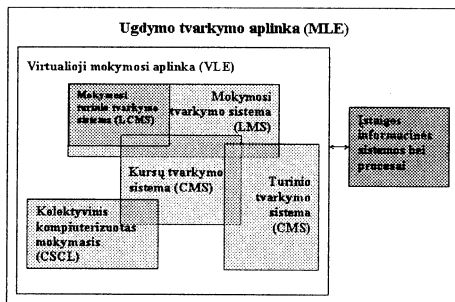 Ugdymo tvarkymo aplinka (MLE)
Virtualioji mokymosi aplinka (VLE)
Mokymosi
turinio tvarkymo
sistema (LCMS)
Mokymosi
tvarkymo sistema
(LMS)
Kursų tvarkymo
sistema (CMS)
Turinio
tvarkymo
sistema
(CMS)
Kolektyvinis
kompiuterizuotas
mokymasis
(CSCL)
Įstaigos
informacinės
sistemos bei
procesai